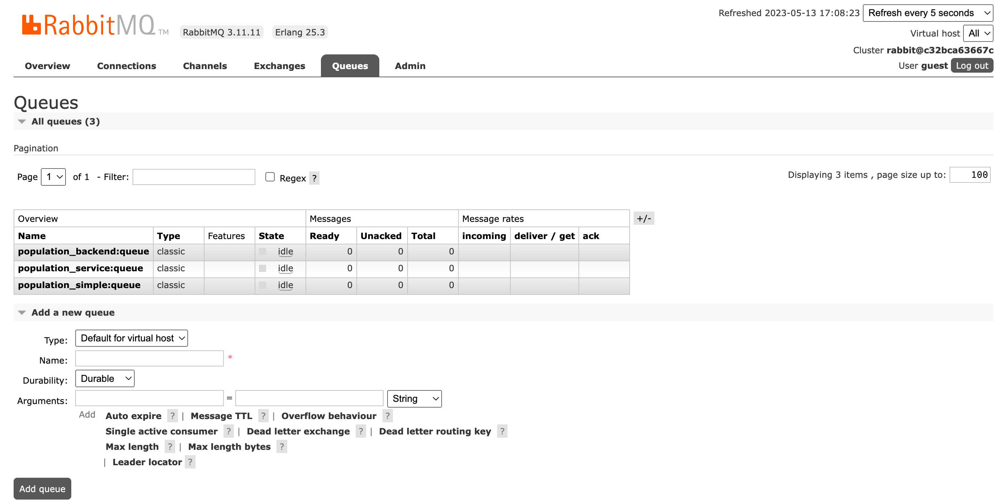 Refreshed 2023-05-13 17:08:23 Refresh every 5 seconds
RabbitMQ TM RabbitMQ 3.11.11 Erlang 25.3
Virtual host All
Cluster rabbit@c32bca63667c
User guest Log out
Overview Connections Channels Exchanges Queues Admin
Queues
All queues (3)
Pagination
Page 1 of 1 - Filter: Regex ? Displaying 3 items , page size up to: 100
Overview Messages Message rates +/-
Name Type Features State Ready Unacked Total incoming deliver / get ack
population_backend:queue classic idle 0 0 0
population_service:queue classic idle 0 0 0
population_simple:queue classic idle 0 0 0
Add a new queue
Type: Default for virtual host
Name: *
Durability: Durable
Arguments: = String
Add Auto expire ? | Message TTL ? | Overflow behaviour ?
Single active consumer ? | Dead letter exchange ? | Dead letter routing key ?
Max length ? | Max length bytes ?
| Leader locator ?
Add queue